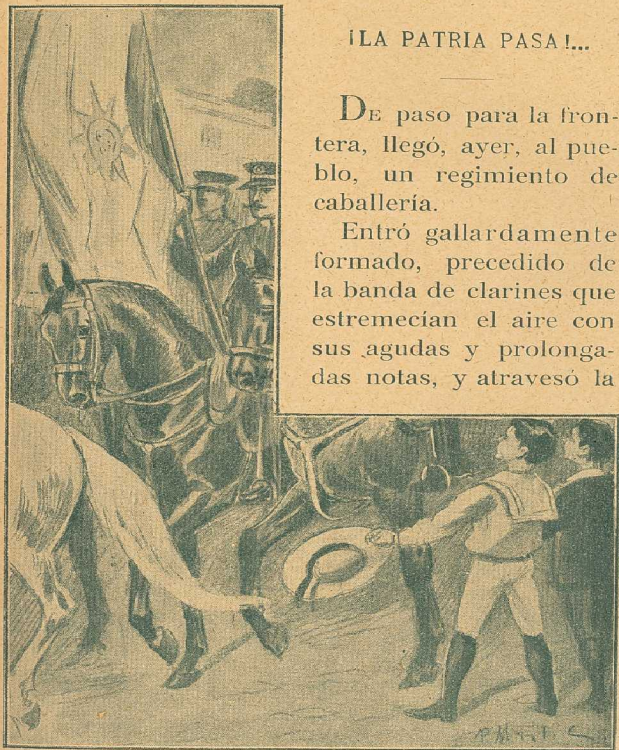 ¡LA PATRIA PASA!...
DE paso para la fron-
tera, llegó, ayer, al pue-
blo, un regimiento de
caballería.
Entró gallardamente
formado, precedido de
la banda de clarines que
estremecían el aire con
sus agudas y prolonga-
das notas, y atravesó la